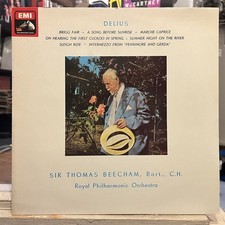 EMI
DELIUS
BRIGG FAIR - A SONG BEFORE SUNRISE - MARCHE CAPRICE
ON HEARING THE FIRST CUCKOO IN SPRING - SUMMER NIGHT ON THE RIVER
SLEIGH RIDE - INTERMEZZO FROM "FENNIMORE AND GERDA"
SIR THOMAS BEECHAM, Bart., C.H.
Royal Philharmonic Orchestra